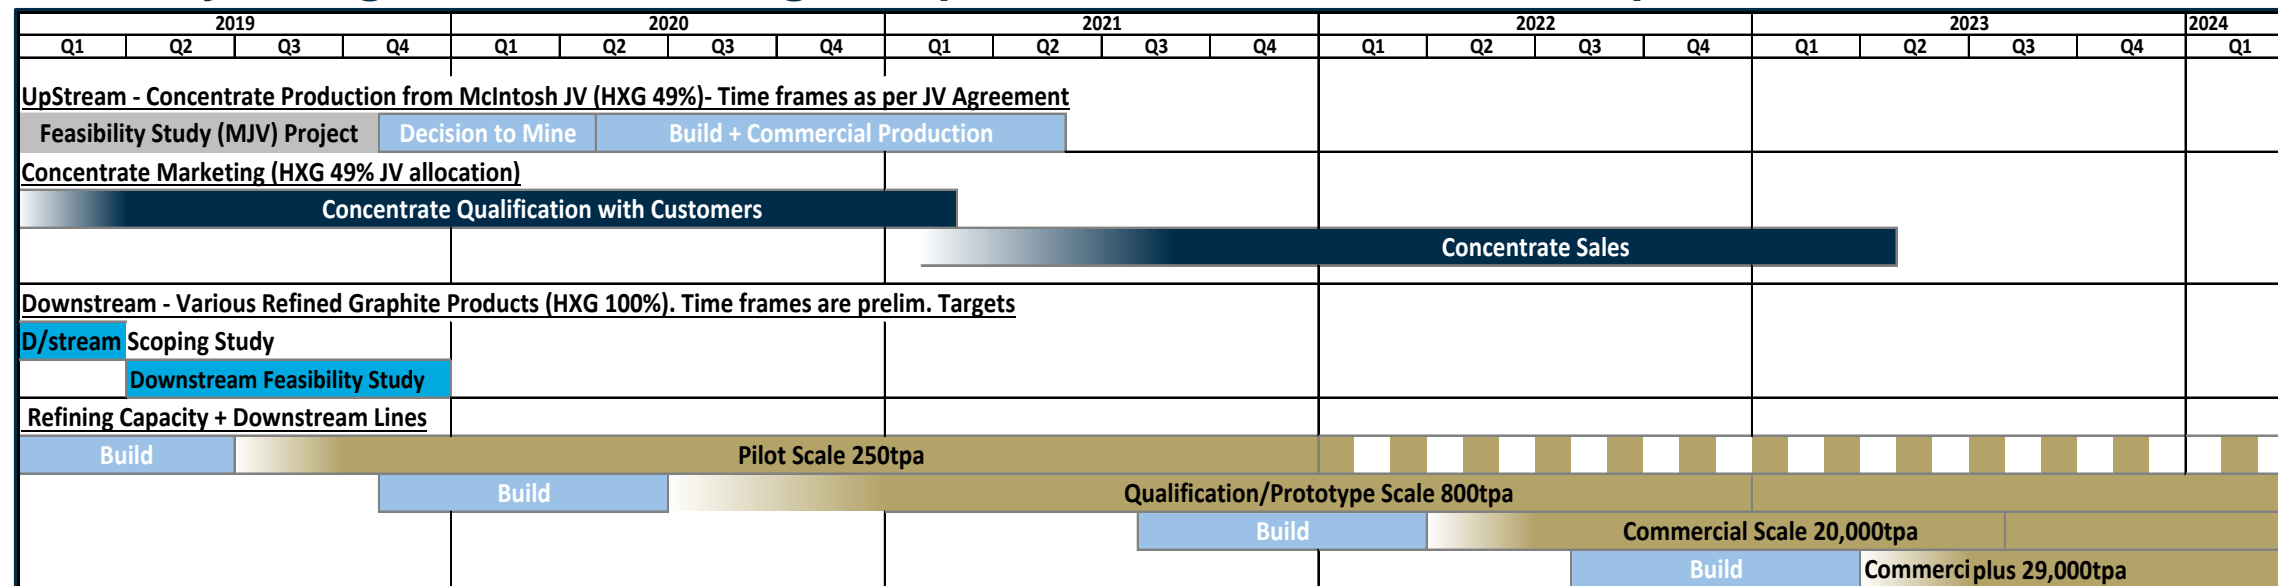 2019 2020 2021 2022 2023 2024
Q1 Q2 Q3 Q4 Q1 Q2 Q3 Q4 Q1 Q2 Q3 Q4 Q1 Q2 Q3 Q4 Q1 Q2 Q3 Q4 Q1
UpStream - Concentrate Production from McIntosh JV (HXG 49%)- Time frames as per JV Agreement
Feasibility Study (MJV) Project Decision to Mine Build + Commercial Production
Concentrate Marketing (HXG 49% JV allocation)
Concentrate Qualification with Customers
Concentrate Sales
Downstream - Various Refined Graphite Products (HXG 100%). Time frames are prelim. Targets
D/stream Scoping Study
Downstream Feasibility Study
Refining Capacity + Downstream Lines
Build Pilot Scale 250tpa
Build Qualification/Prototype Scale 800tpa
Build Commercial Scale 20,000tpa
Build Commerci plus 29,000tpa